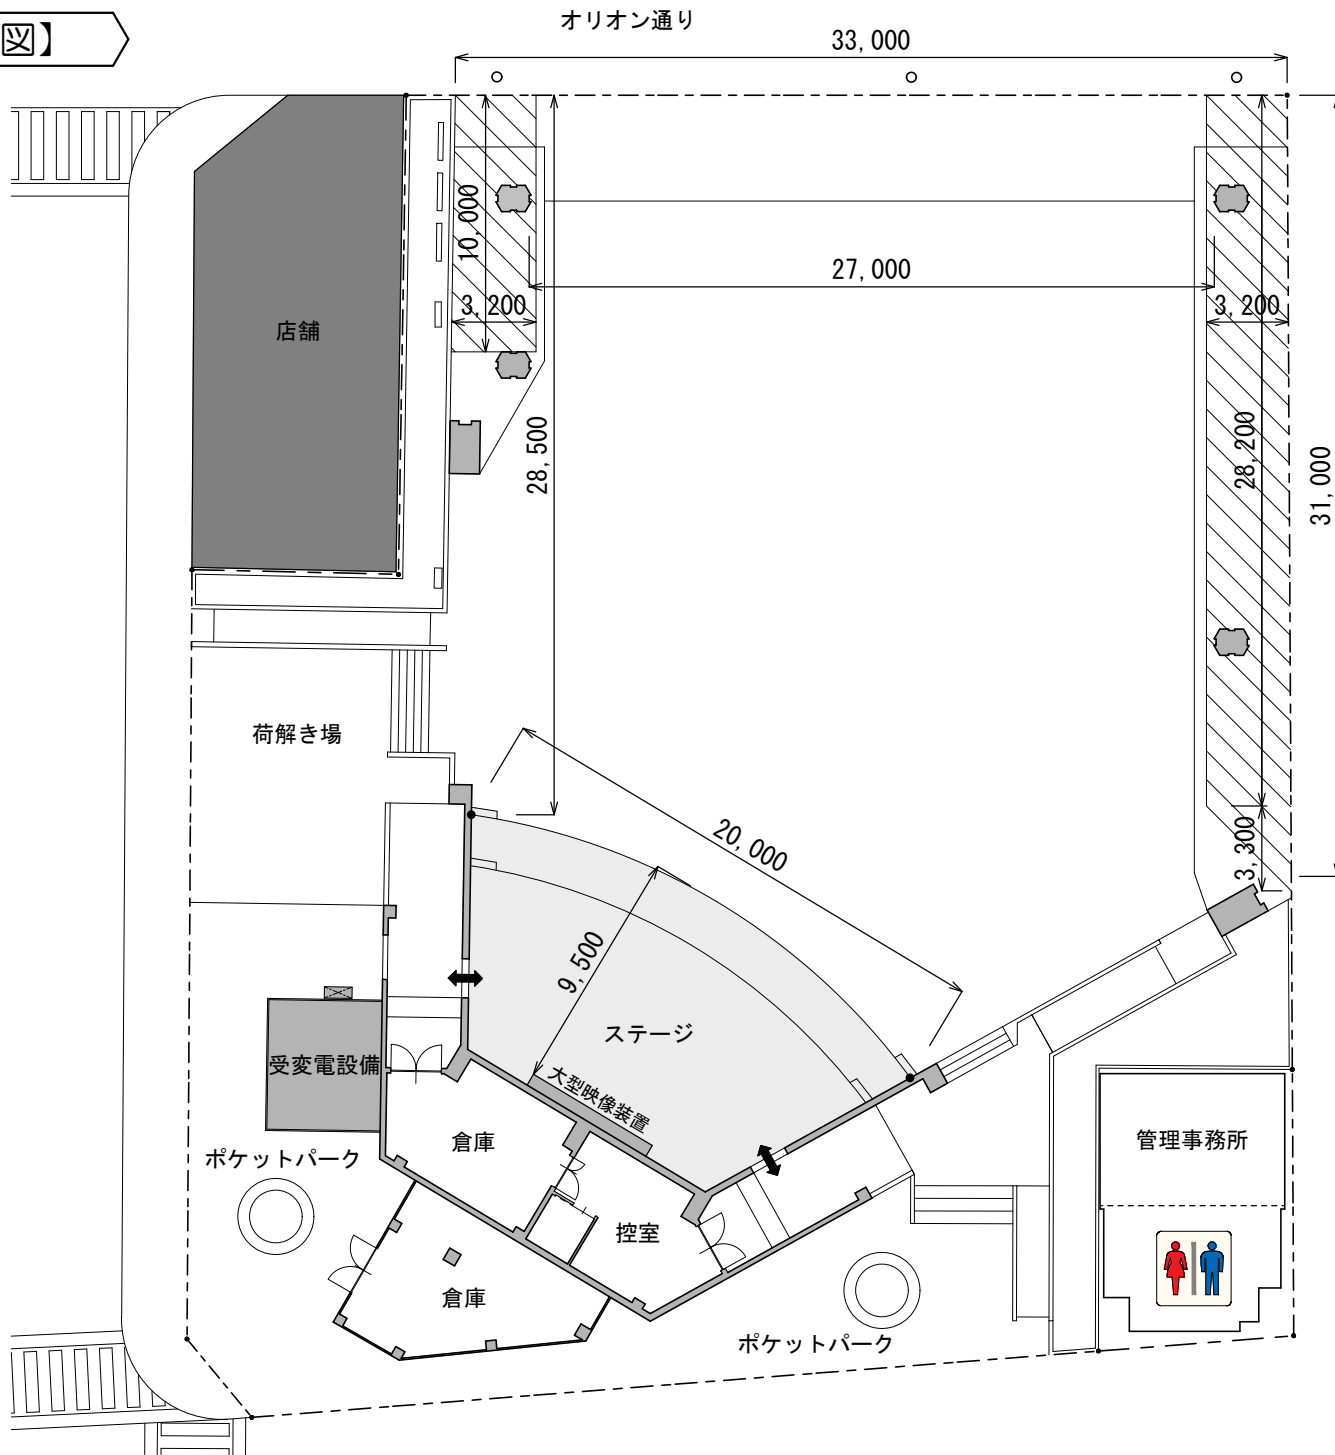 図】
オリオン通り
33,000
10,000
3,200
27,000
3,200
店舗
28,500
28,200
31,000
荷解き場
20,000
3,300
9,500
ステージ
大型映像装置
受変電設備
倉庫
管理事務所
ポケットパーク
控室
倉庫
ポケットパーク